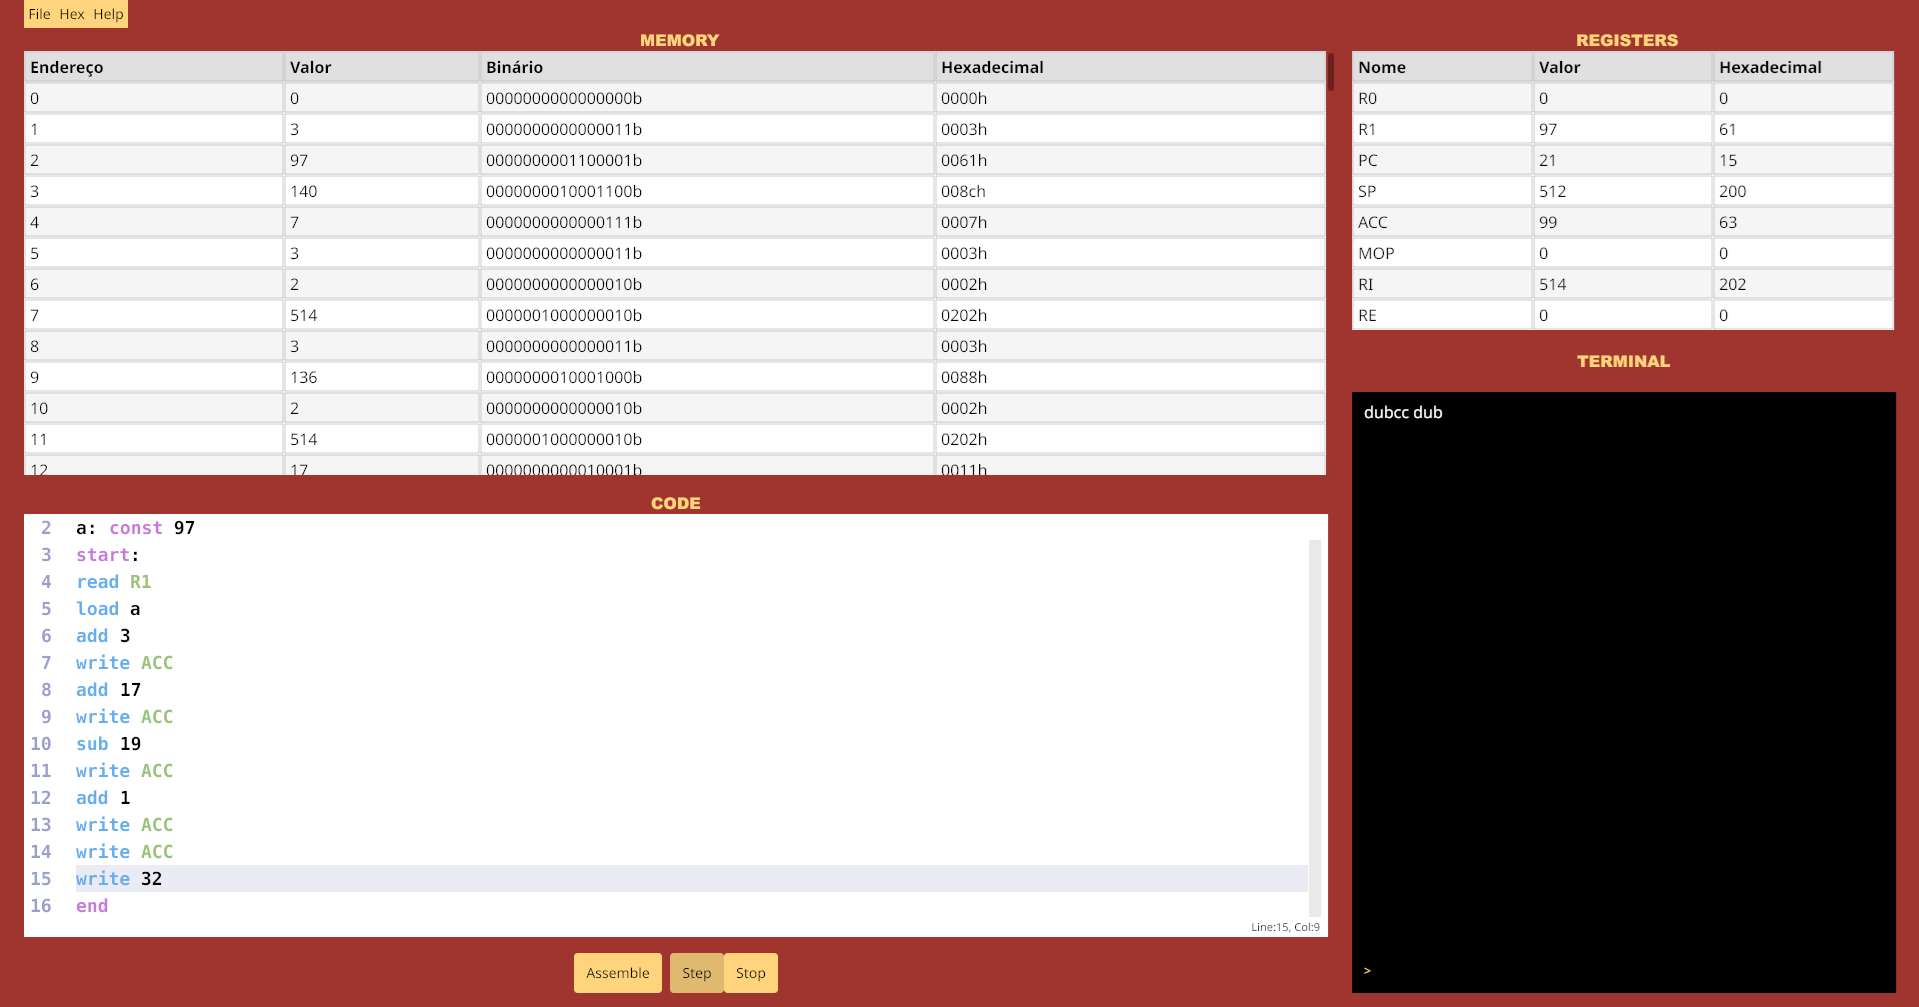 File Hex Help
MEMORY
Endereço Valor Binário Hexadecimal
0 0 0000000000000000b 0000h
1 3 0000000000000011b 0003h
2 97 0000000001100001b 0061h
3 140 0000000010001100b 008ch
4 7 0000000000000111b 0007h
5 3 0000000000000011b 0003h
6 2 0000000000000010b 0002h
7 514 0000001000000010b 0202h
8 3 0000000000000011b 0003h
9 136 0000000010001000b 0088h
10 2 0000000000000010b 0002h
11 514 0000001000000010b 0202h
12 17 0000000000010001b 0011h
REGISTERS
Nome Valor Hexadecimal
R0 0 0
R1 97 61
PC 21 15
SP 512 200
ACC 99 63
MOP 0 0
RI 514 202
RE 0 0
CODE
2 a: const 97
3 start:
4 read R1
5 load a
6 add 3
7 write ACC
8 add 17
9 write ACC
10 sub 19
11 write ACC
12 add 1
13 write ACC
14 write ACC
15 write 32
16 end
Line:15, Col:9
Assemble Step Stop
TERMINAL
dubcc dub
>